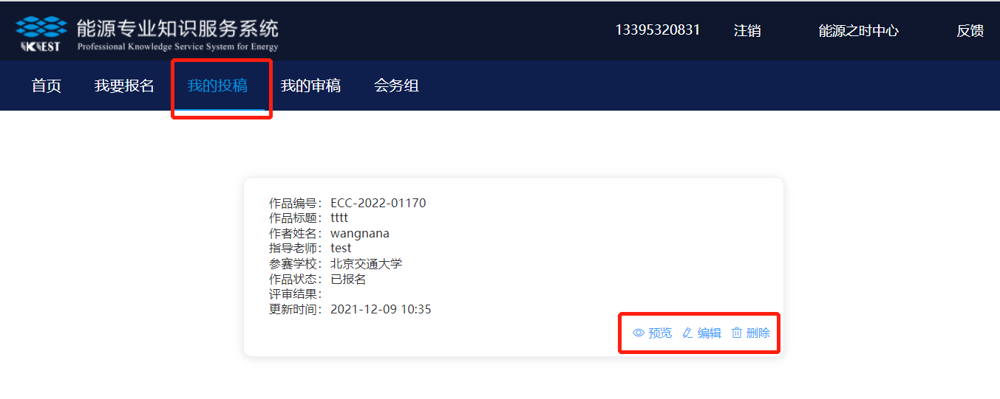 能源专业知识服务系统
IKKEST Professional Knowledge Service System for Energy
13395320831 注销 能源之时中心 反馈
首页 我要报名 我的投稿 我的审稿 会务组
作品编号：ECC-2022-01170
作品标题：tttt
作者姓名：wangnana
指导老师：test
参赛学校：北京交通大学
作品状态：已报名
评审结果：
更新时间：2021-12-09 10:35
预览 编辑 删除